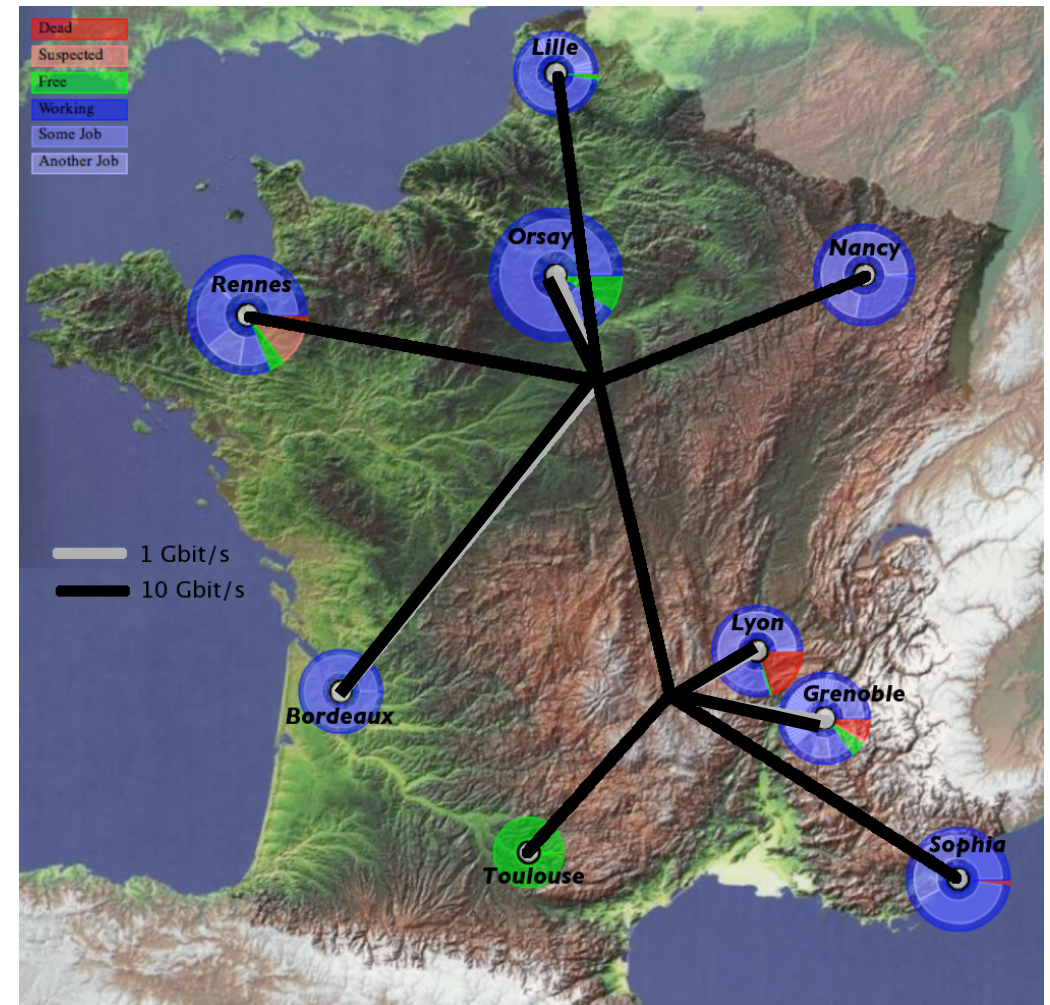 Dead
Suspected
Free
Working
Some Job
Another Job
Lille
Orsay
Nancy
Rennes
1 Gbit/s
10 Gbit/s
Lyon
Grenoble
Bordeaux
Sophia
Toulouse